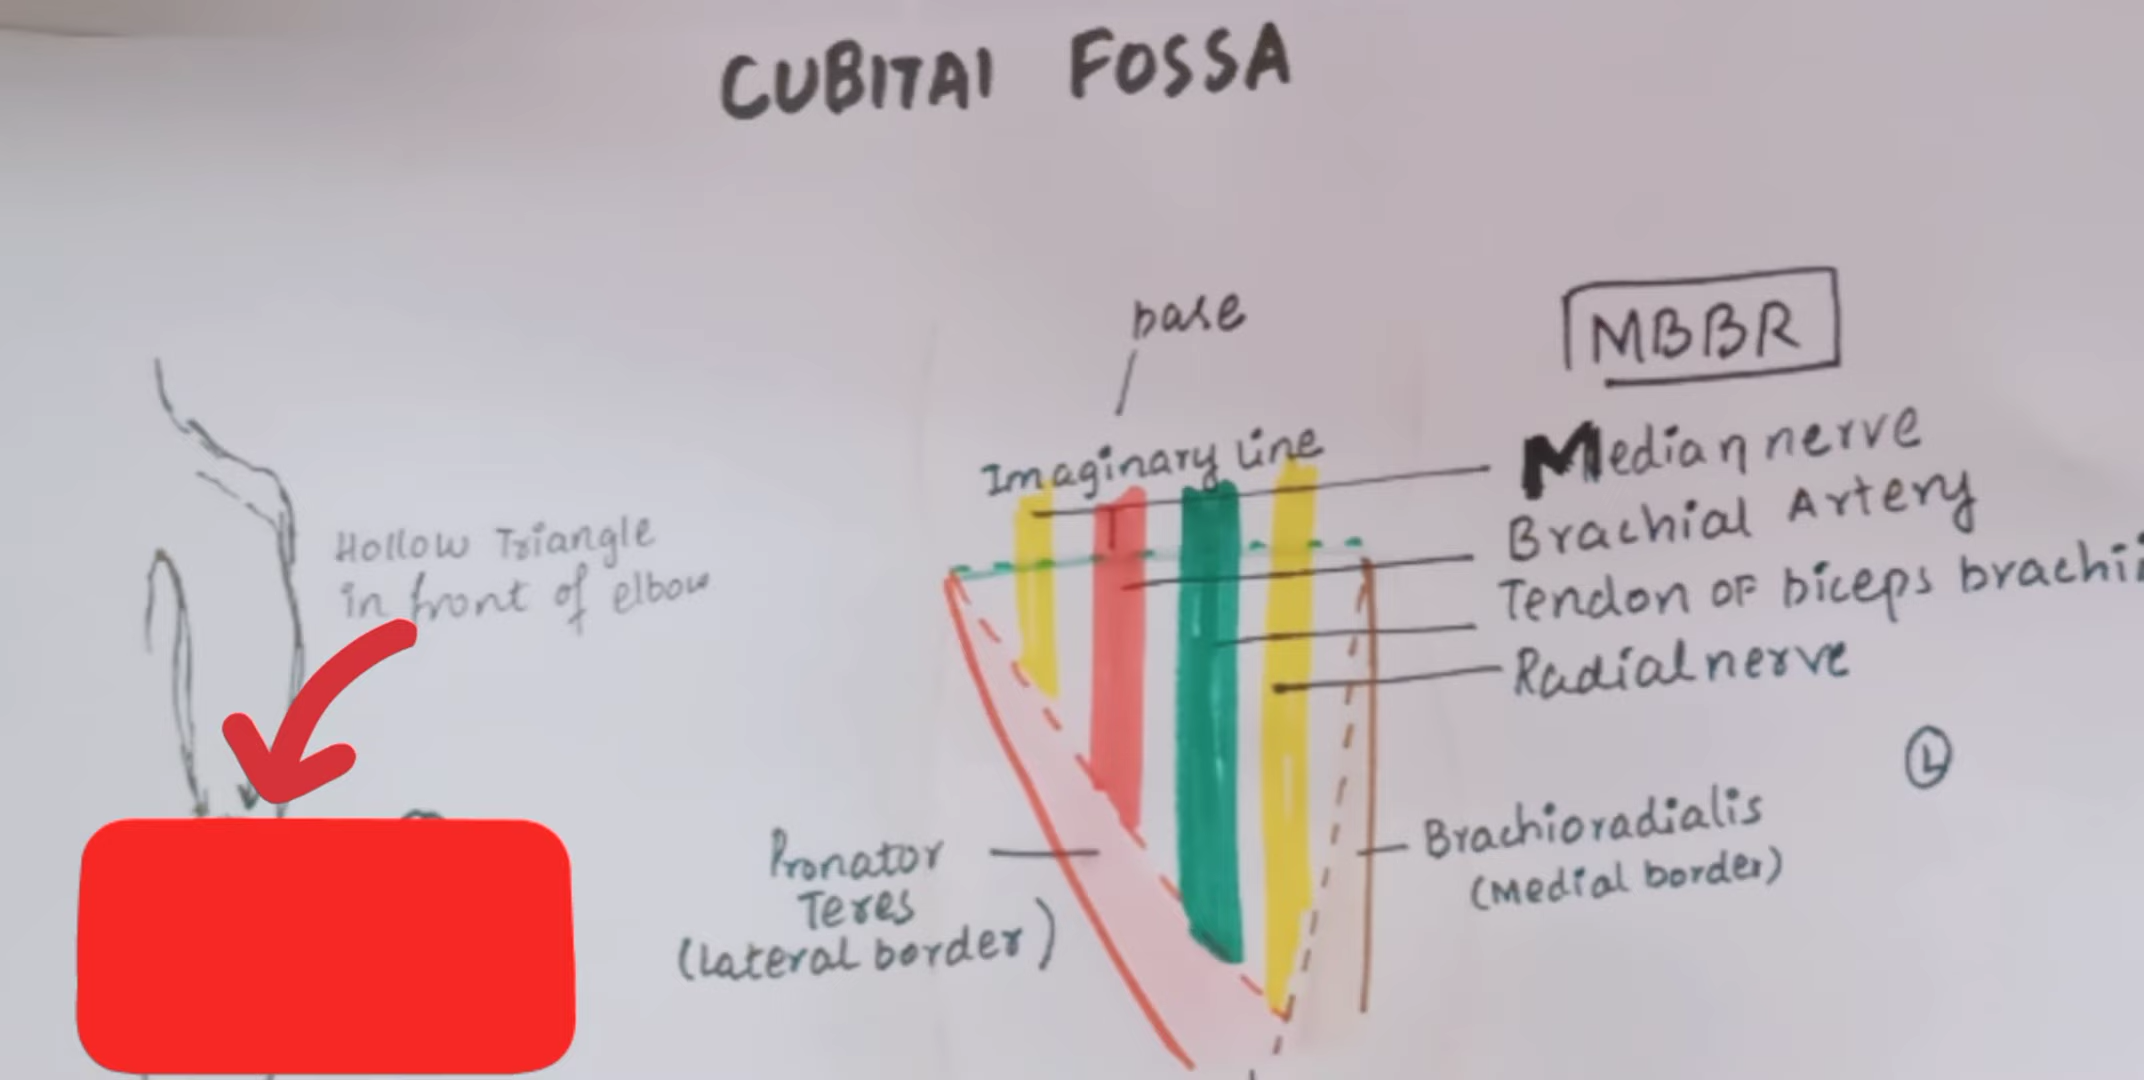 CUBITAI FOSSA
base
MBBR
Imaginary Line
Median nerve
Brachial Artery
Tendon OF biceps brachii
Radial nerve
Hollow Triangle
in front of elbow
L
Pronator
Teres
(lateral border)
Brachioradialis
(Medial border)